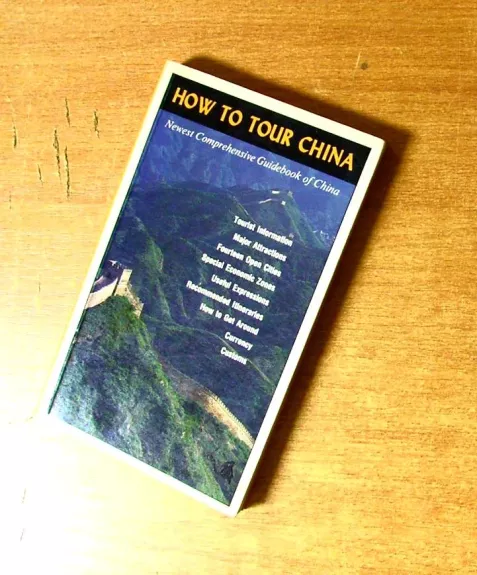 HOW TO TOUR CHINA
Newest Comprehensive Guidebook of China
Tourist Information
Major Attractions
Fourteen Open Cities
Special Economic Zones
Useful Expressions
Recommended Itineraries
How to Get Around
Currency
Customs